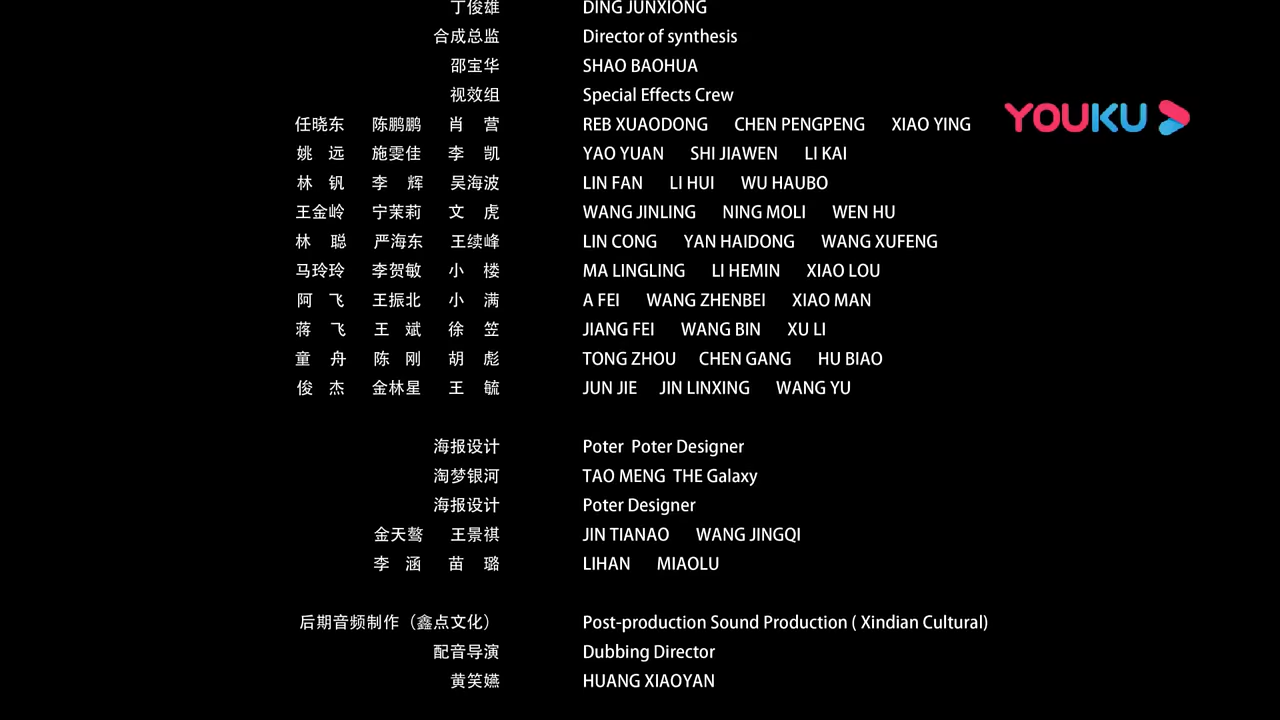 丁俊雄 DING JUNXIONG
合成总监 Director of synthesis
邵宝华 SHAO BAOHUA
视效组 Special Effects Crew
任晓东 陈鹏鹏 肖 营 REB XUAODONG CHEN PENGPENG XIAO YING YOUKU
姚 远 施雯佳 李 凯 YAO YUAN SHI JIAWEN LI KAI
林 钒 李 辉 吴海波 LIN FAN LI HUI WU HAUBO
王金岭 宁茉莉 文 虎 WANG JINLING NING MOLI WEN HU
林 聪 严海东 王续峰 LIN CONG YAN HAIDONG WANG XUFENG
马玲玲 李贺敏 小 楼 MA LINGLING LI HEMIN XIAO LOU
阿 飞 王振北 小 满 A FEI WANG ZHENBEI XIAO MAN
蒋 飞 王 斌 徐 笠 JIANG FEI WANG BIN XU LI
童 舟 陈 刚 胡 彪 TONG ZHOU CHEN GANG HU BIAO
俊 杰 金林星 王 毓 JUN JIE JIN LINXING WANG YU
海报设计 Poter Poter Designer
淘梦银河 TAO MENG THE Galaxy
海报设计 Poter Designer
金天骜 王景祺 JIN TIANAO WANG JINGQI
李 涵 苗 璐 LIHAN MIAOLU
后期音频制作（鑫点文化） Post-production Sound Production ( Xindian Cultural)
配音导演 Dubbing Director
黄笑嬿 HUANG XIAOYAN